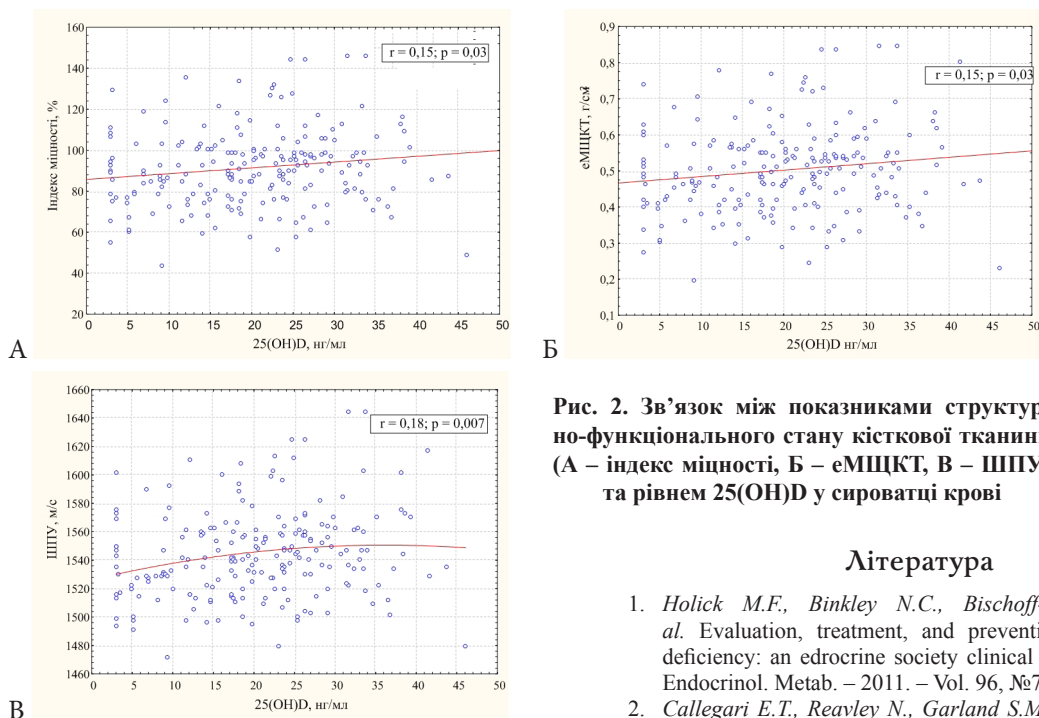 160
140
120
100
80
60
40
20
Індекс міцності, %
r = 0,15; p = 0,03
0 5 10 15 20 25 30 35 40 45 50
25(OH)D, нг/мл
А
0,9
0,8
0,7
0,6
0,5
0,4
0,3
0,2
0,1
еМЩКТ, г/см²
r = 0,15; p = 0,03
0 5 10 15 20 25 30 35 40 45 50
25(OH)D нг/мл
Б
1660
1640
1620
1600
1580
1560
1540
1520
1500
1480
1460
ШПУ, м/с
r = 0,18; p = 0,007
0 5 10 15 20 25 30 35 40 45 50
25(OH)D, нг/мл
В
Рис. 2. Зв’язок між показниками структур
но-функціонального стану кісткової тканин
(А – індекс міцності, Б – еМЩКТ, В – ШПУ
та рівнем 25(ОН)D у сироватці крові
Література
1. Holick M.F., Binkley N.C., Bischoff-
al. Evaluation, treatment, and preventi
deficiency: an edrocrine society clinical
Endocrinol. Metab. – 2011. – Vol. 96, №7
2. Callegari E.T., Reavley N., Garland S.M